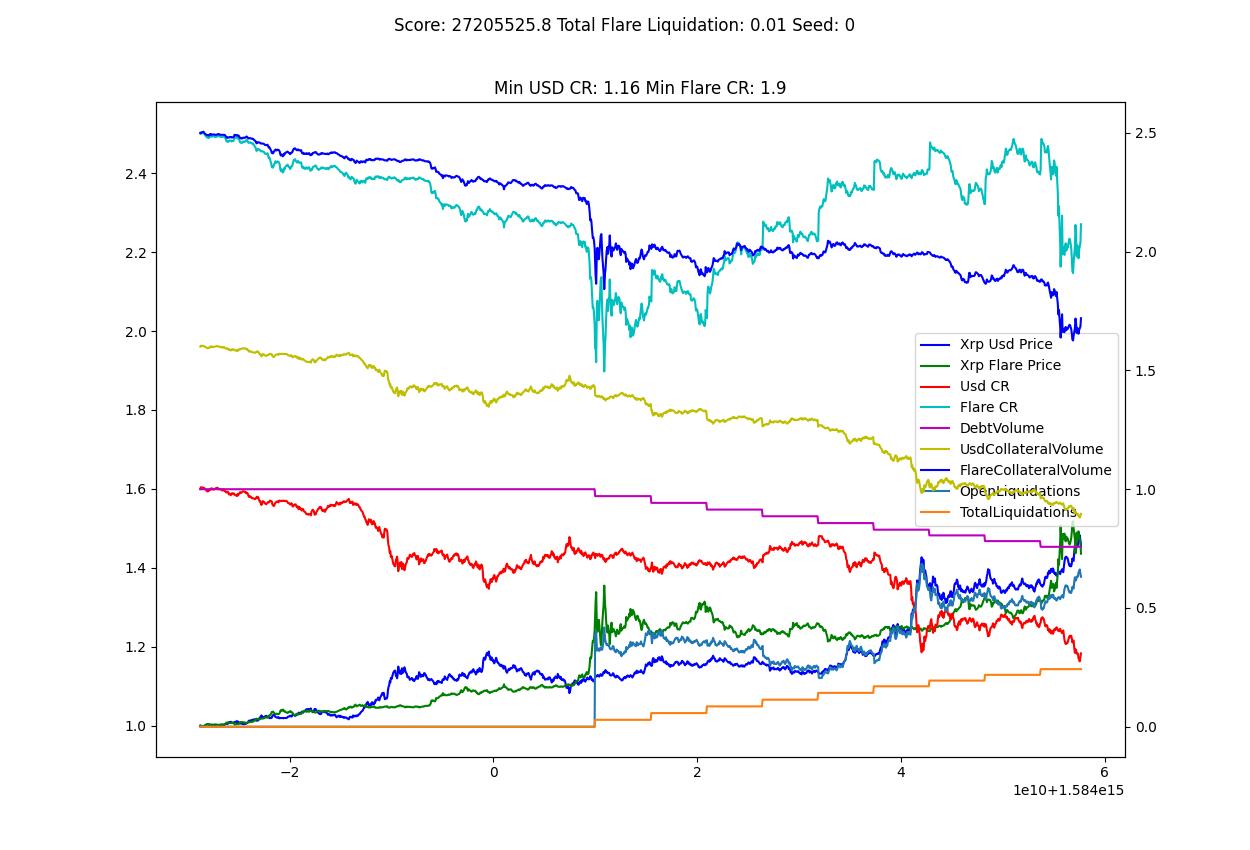 Score: 27205525.8 Total Flare Liquidation: 0.01 Seed: 0
Min USD CR: 1.16 Min Flare CR: 1.9
2.4
2.2
2.0
1.8
1.6
1.4
1.2
1.0
2.5
2.0
1.5
1.0
0.5
0.0
Xrp Usd Price
Xrp Flare Price
Usd CR
Flare CR
DebtVolume
UsdCollateralVolume
FlareCollateralVolume
OpenLiquidations
TotalLiquidations
−2
0
2
4
6
1e10+1.584e15